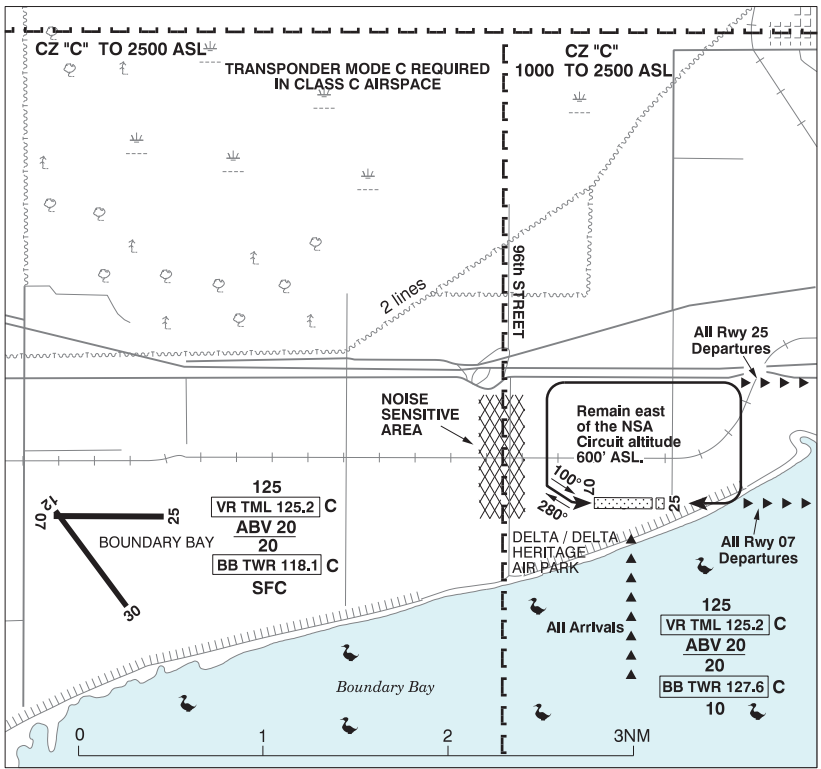 CZ "C" TO 2500 ASL
CZ "C"
1000 TO 2500 ASL
TRANSPONDER MODE C REQUIRED
IN CLASS C AIRSPACE
96th STREET
2 lines
All Rwy 25
Departures
NOISE
SENSITIVE
AREA
Remain east
of the NSA
Circuit altitude
600' ASL.
100°
280°
07
25
12
07
25
30
BOUNDARY BAY
125
VR TML 125.2 C
ABV 20
20
BB TWR 118.1 C
SFC
DELTA / DELTA
HERITAGE
AIR PARK
All Rwy 07
Departures
All Arrivals
125
VR TML 125.2 C
ABV 20
20
BB TWR 127.6 C
10
Boundary Bay
0 1 2 3NM